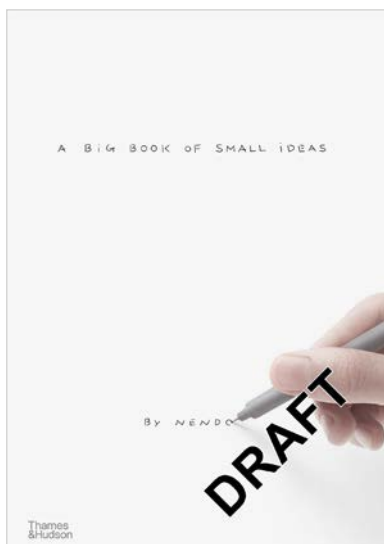 A BiG BOOK OF SMALL iDEAS
BY NENDO
DRAFT
Thames
&Hudson